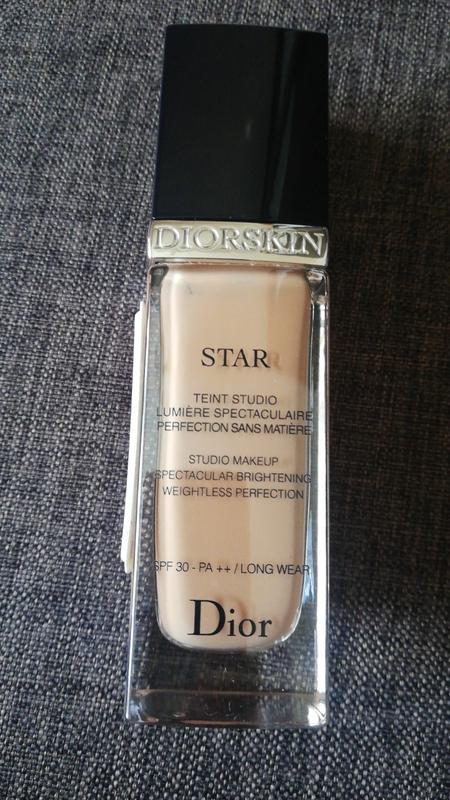 DIORSKIN
STAR
TEINT STUDIO
LUMIÈRE SPECTACULAIRE
PERFECTION SANS MATIÈRE
STUDIO MAKEUP
SPECTACULAR BRIGHTENING
WEIGHTLESS PERFECTION
SPF 30 - PA ++ / LONG WEAR
Dior